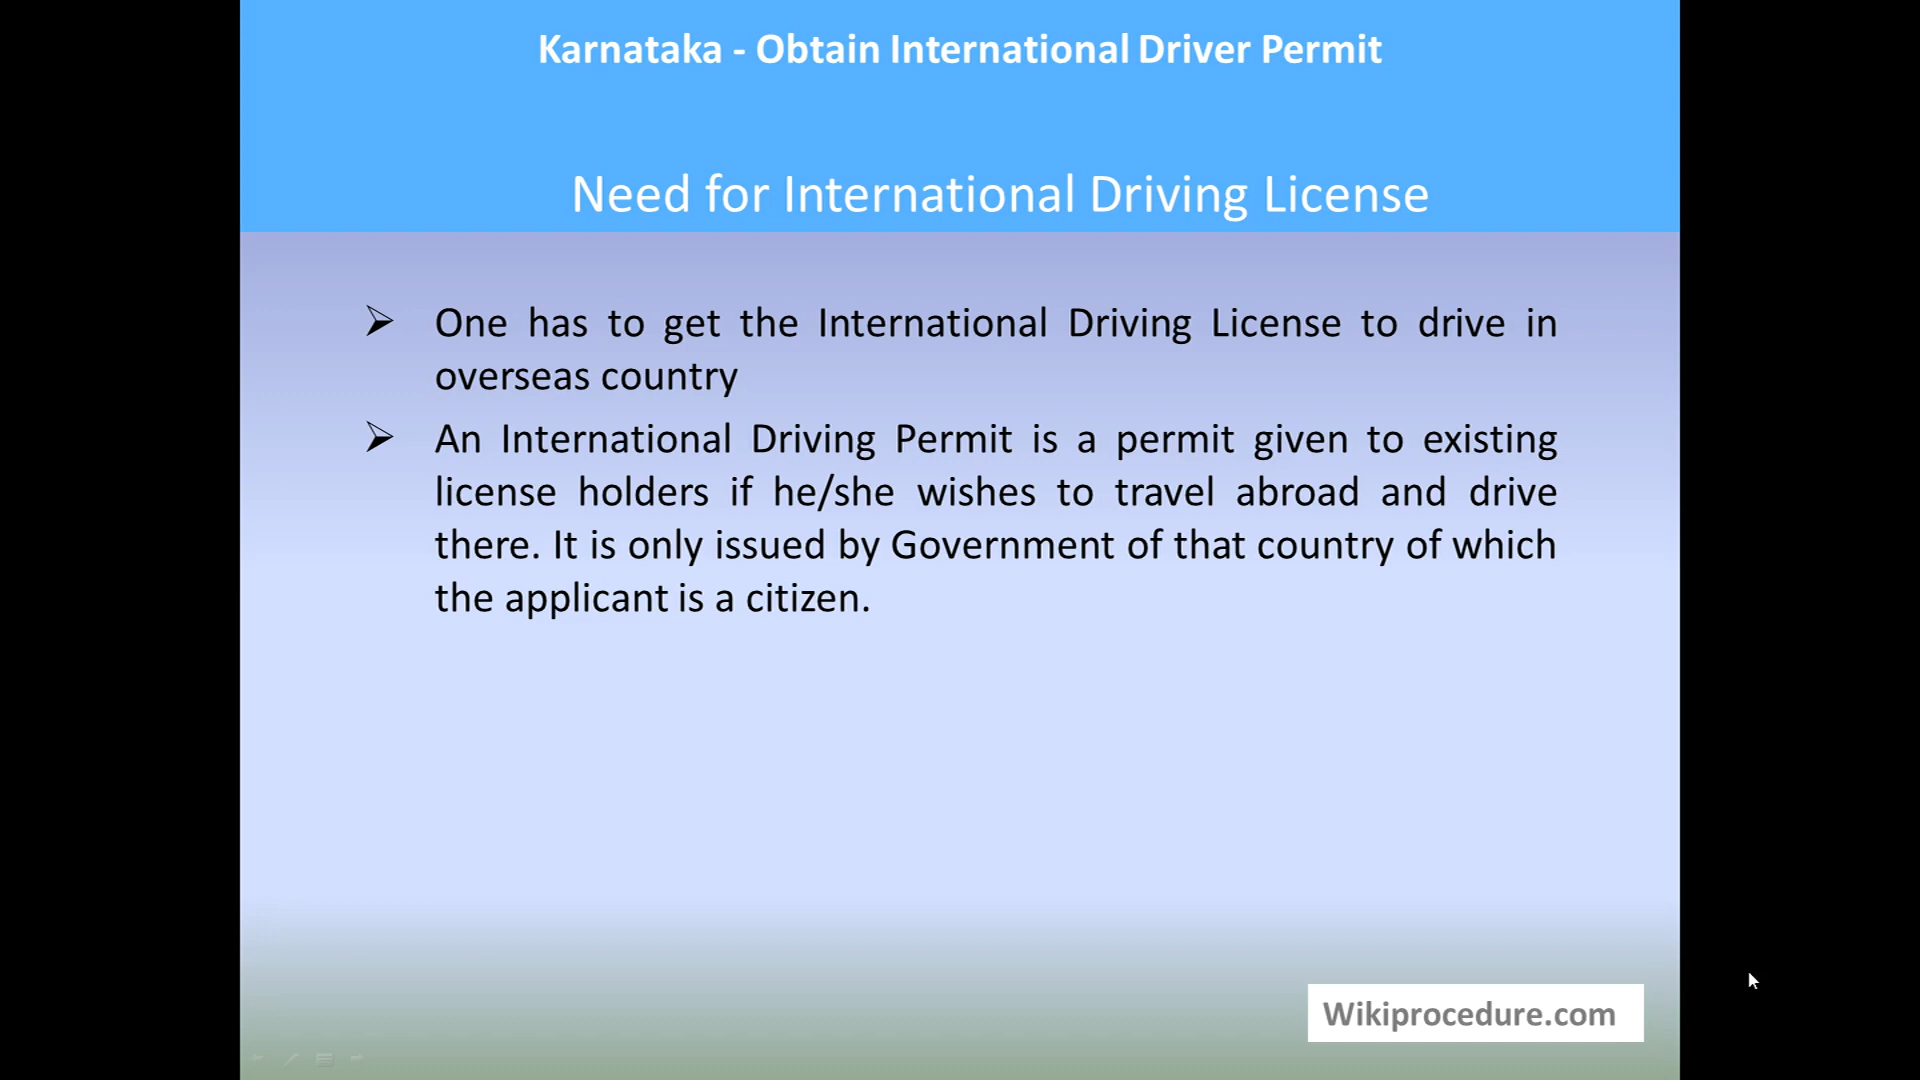 Karnataka - Obtain International Driver Permit
Need for International Driving License
One has to get the International Driving License to drive in
overseas country
An International Driving Permit is a permit given to existing
license holders if he/she wishes to travel abroad and drive
there. It is only issued by Government of that country of which
the applicant is a citizen.
Wikiprocedure.com